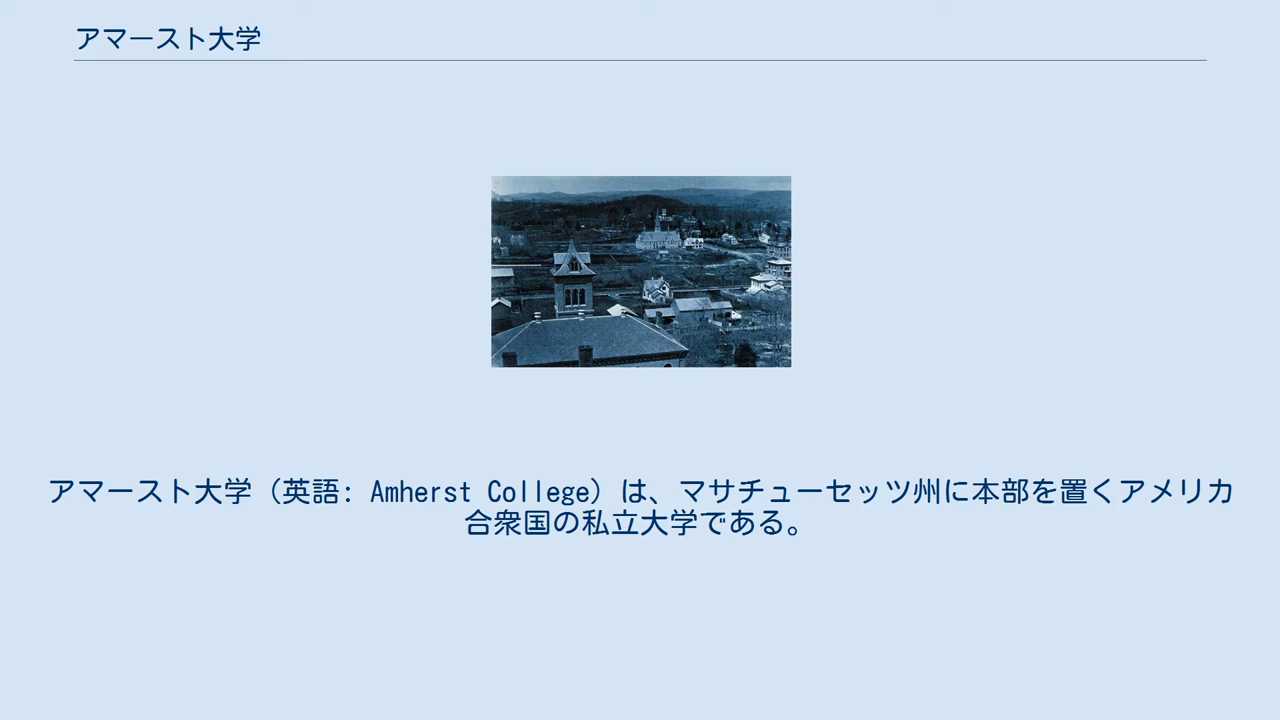 アマースト大学
アマースト大学（英語: Amherst College）は、マサチューセッツ州に本部を置くアメリカ
合衆国の私立大学である。